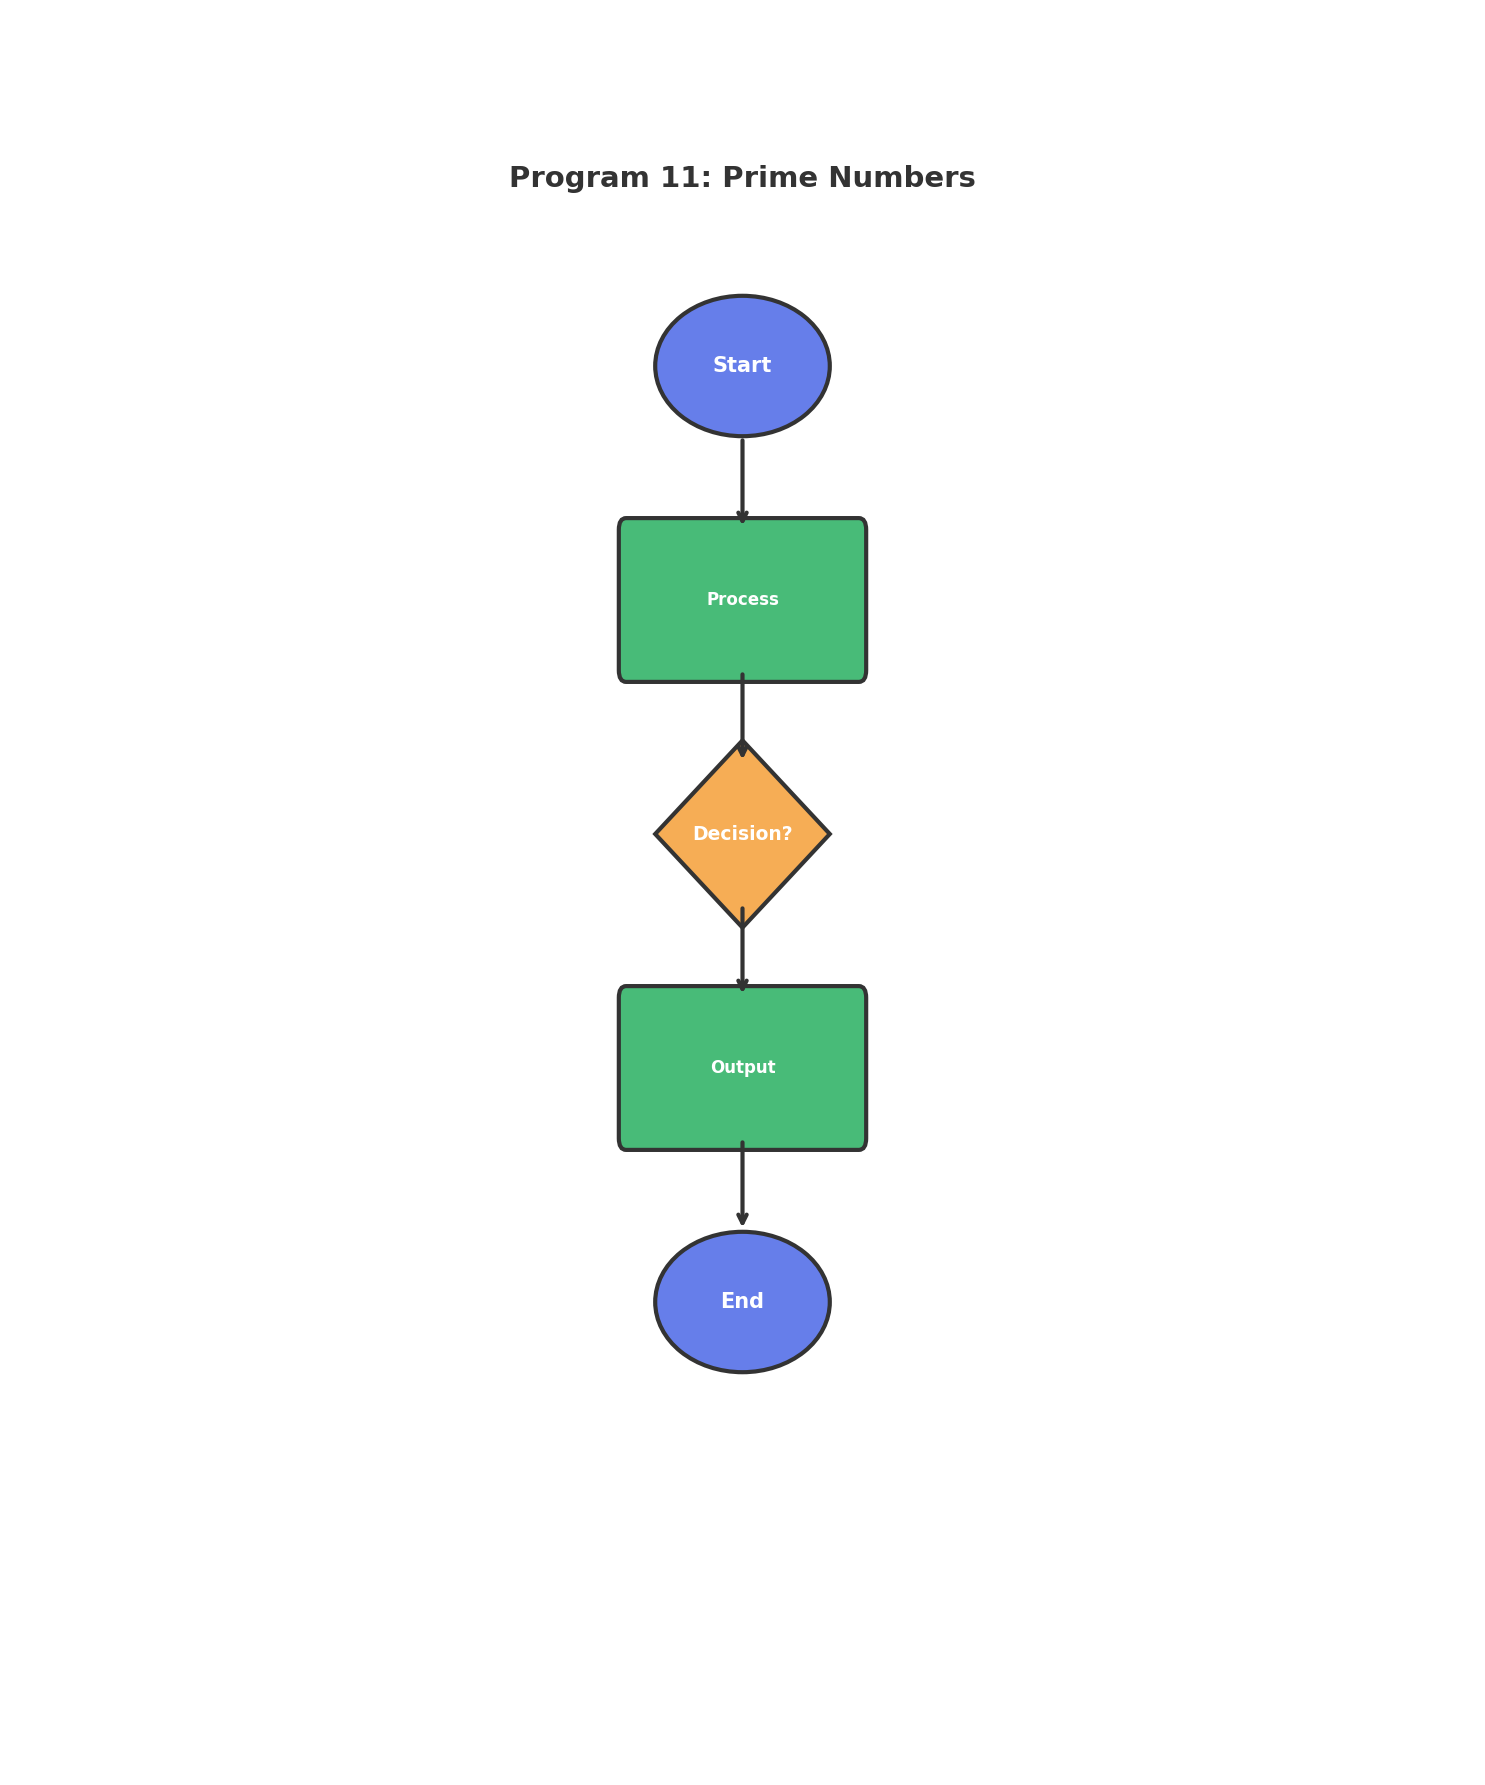 Program 11: Prime Numbers
Start
Process
Decision?
Output
End